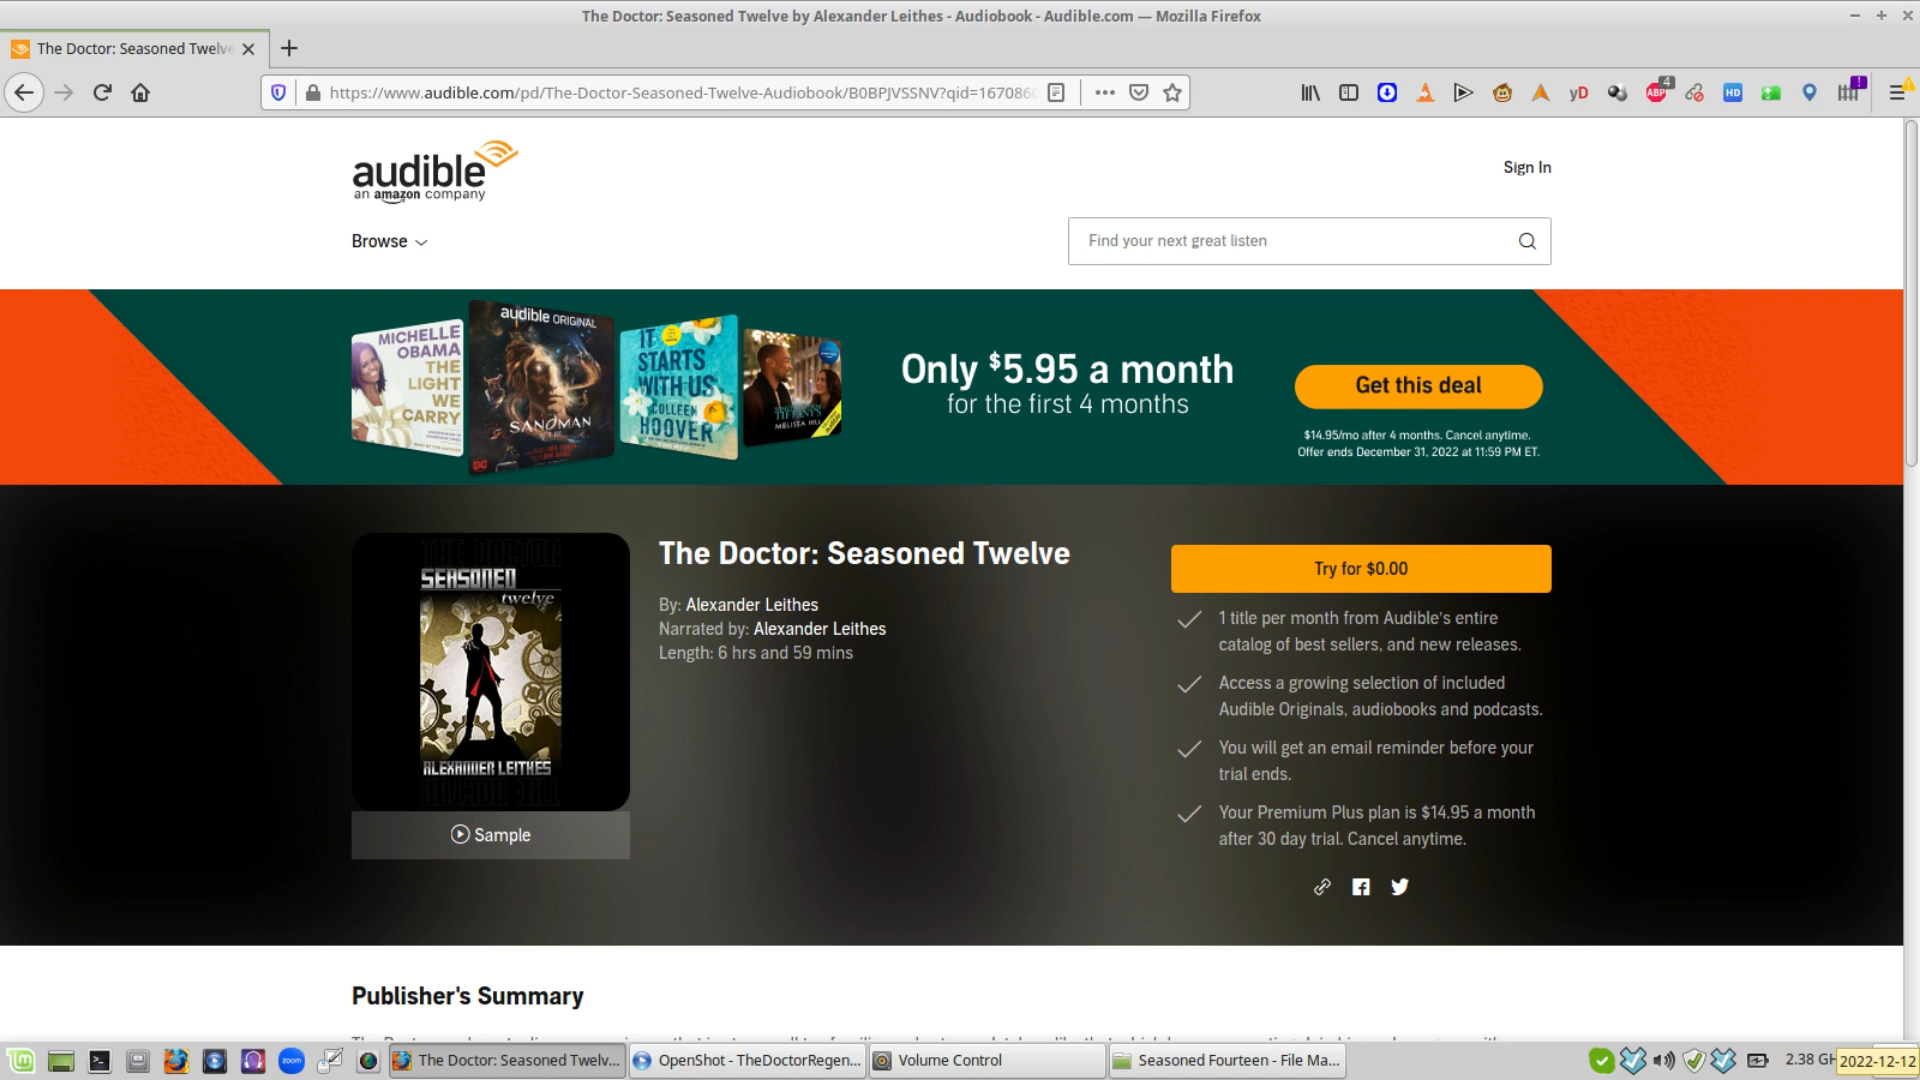 The Doctor: Seasoned Twelve by Alexander Leithes - Audiobook - Audible.com — Mozilla Firefox
The Doctor: Seasoned Twelve
https://www.audible.com/pd/The-Doctor-Seasoned-Twelve-Audiobook/B0BPJVSSNV?qid=167086
yD
4
ABP
HD
!
audible
an amazon company
Sign In
Browse
Find your next great listen
MICHELLE
OBAMA
THE
LIGHT
WE
CARRY
audible ORIGINAL
SANDMAN
DC
IT
STARTS
WITH US
COLLEEN
HOOVER
TIFFANY'S
MELISSA HILL
Only $5.95 a month
for the first 4 months
Get this deal
$14.95/mo after 4 months. Cancel anytime.
Offer ends December 31, 2022 at 11:59 PM ET.
THE DOCTOR
SEASONED
twelve
ALEXANDER LEITHES
Sample
The Doctor: Seasoned Twelve
By: Alexander Leithes
Narrated by: Alexander Leithes
Length: 6 hrs and 59 mins
Try for $0.00
1 title per month from Audible's entire
catalog of best sellers, and new releases.
Access a growing selection of included
Audible Originals, audiobooks and podcasts.
You will get an email reminder before your
trial ends.
Your Premium Plus plan is $14.95 a month
after 30 day trial. Cancel anytime.
Publisher's Summary
zoom
The Doctor: Seasoned Twelv...
OpenShot - TheDoctorRegen...
Volume Control
Seasoned Fourteen - File Ma...
2.38 GH
2022-12-12